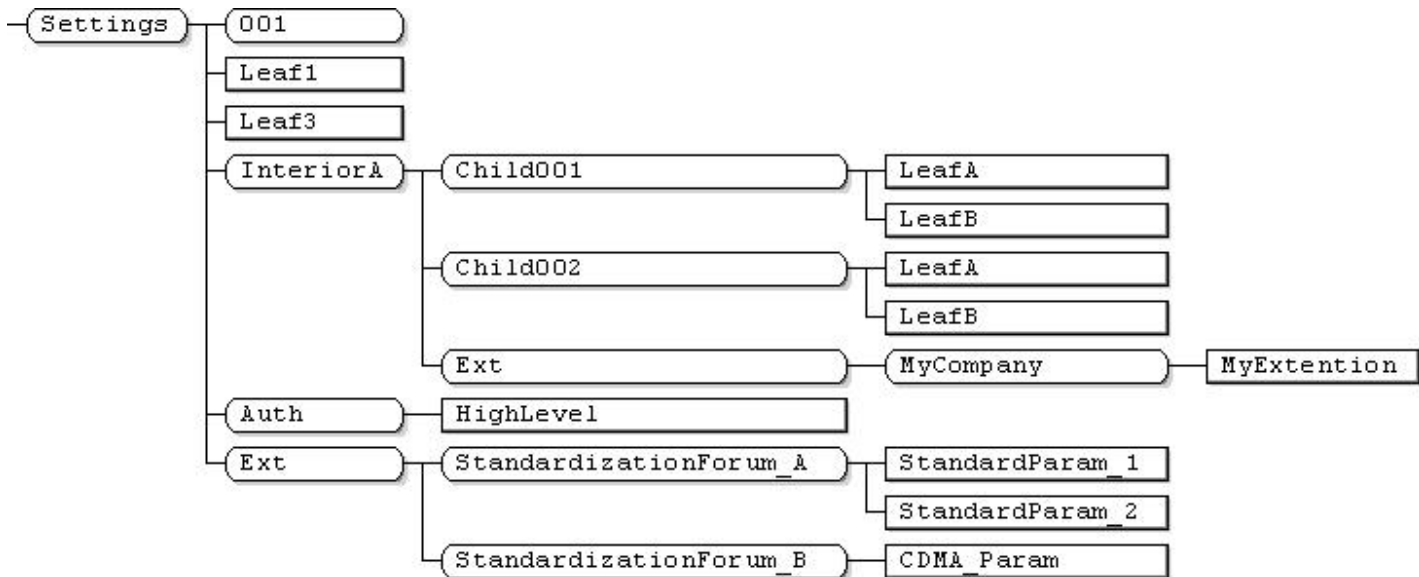 Settings
001
Leaf1
Leaf3
InteriorA
Child001
LeafA
LeafB
Child002
LeafA
LeafB
Ext
MyCompany
MyExtention
Auth
HighLevel
Ext
StandardizationForum_A
StandardParam_1
StandardParam_2
StandardizationForum_B
CDMA_Param